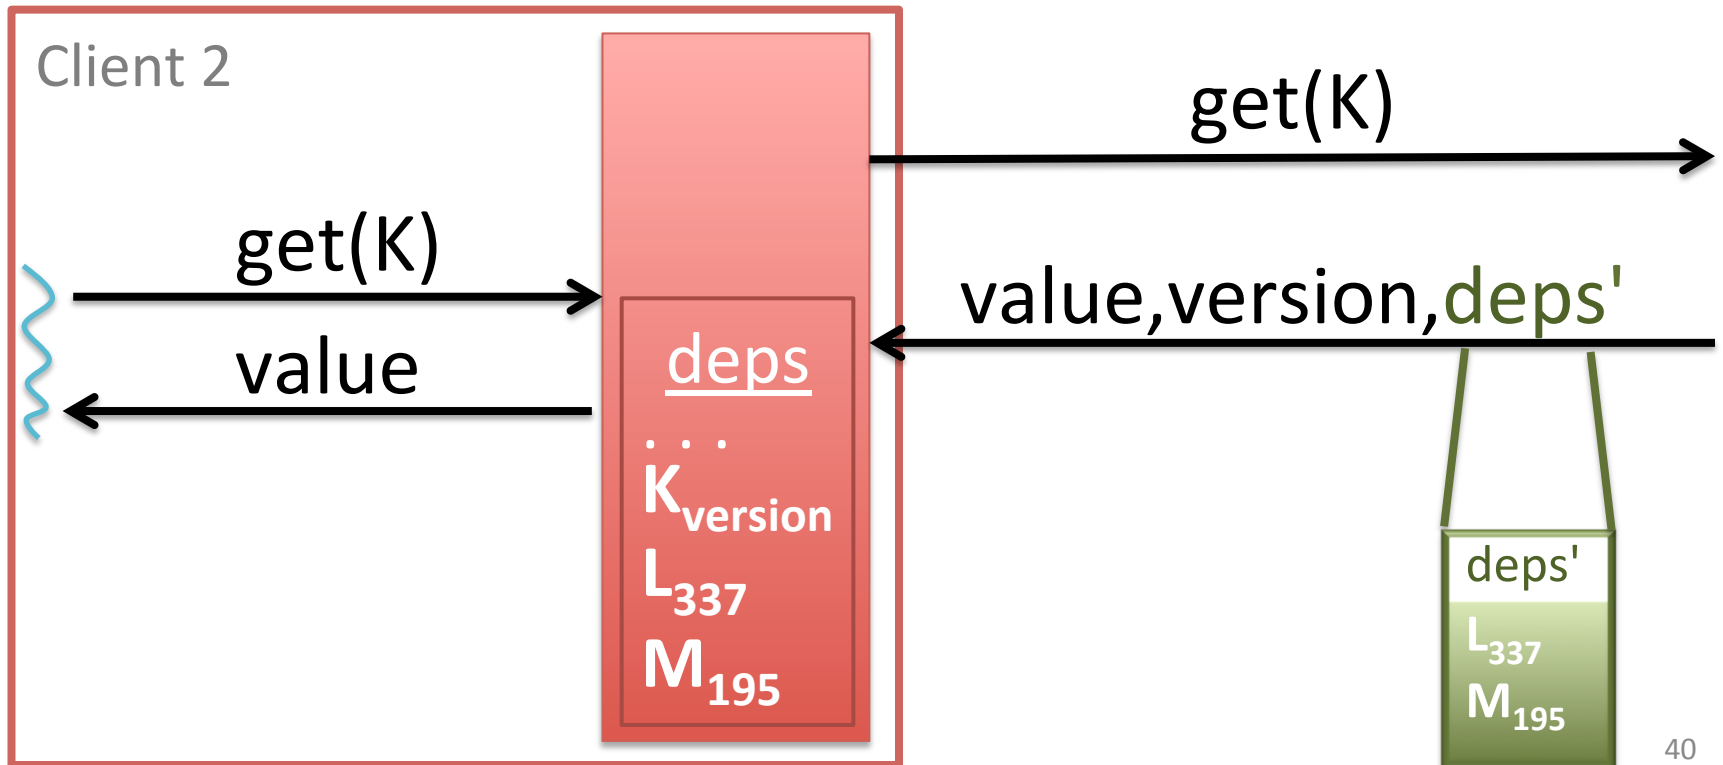 Client 2
get(K)
get(K)
value,version,deps'
value
deps
. . .
Kversion
L337
M195
deps'
L337
M195
40